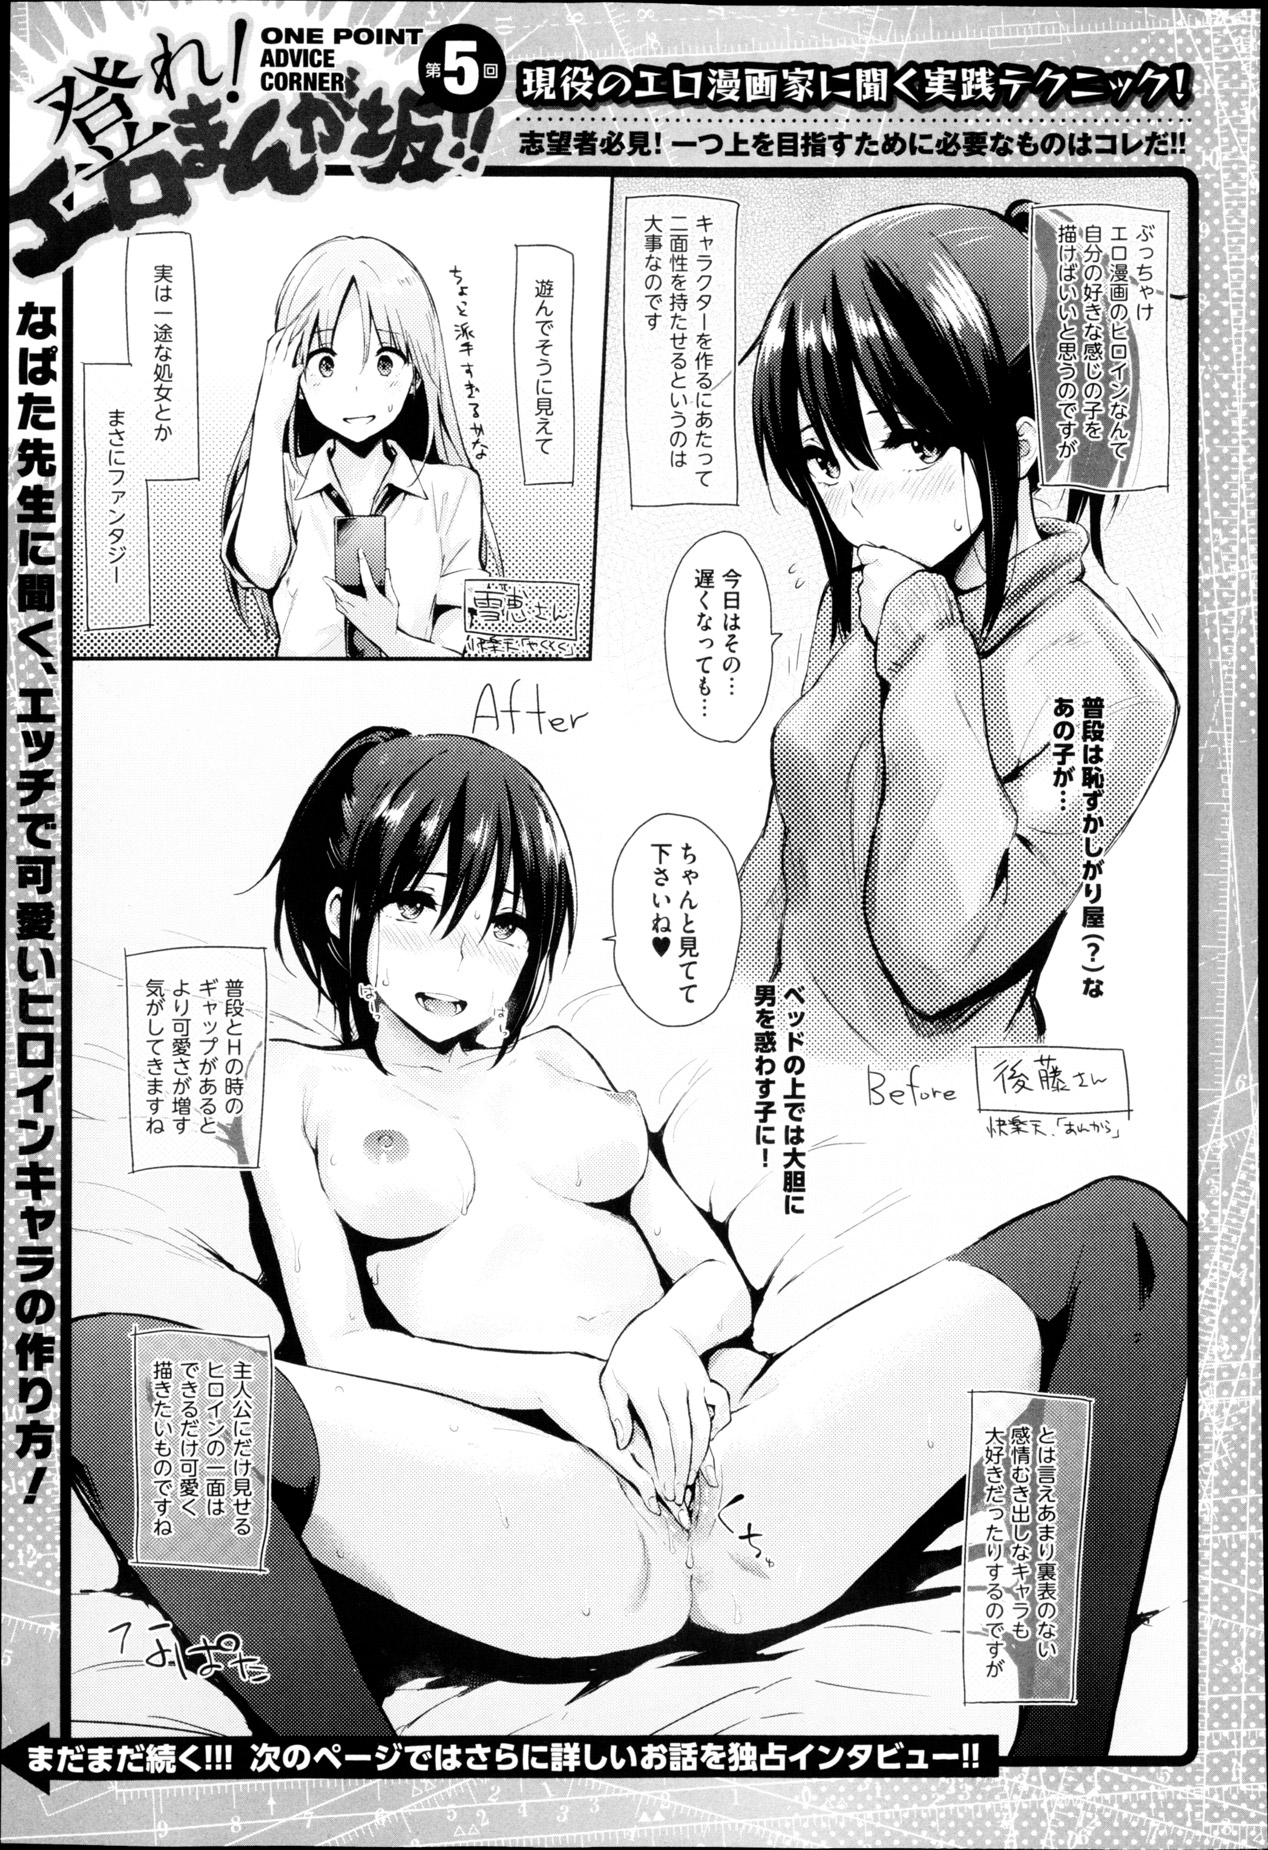 登れ!
エロまんが坂!!
ONE POINT
ADVICE
CORNER
第5回
現役のエロ漫画家に聞く実践テクニック!
志望者必見! 一つ上を目指すために必要なものはコレだ!!
なぱた先生に聞く、エッチで可愛いヒロインキャラの作り方!
ぶっちゃけ
エロ漫画のヒロインなんて
自分の好きな感じの子を
描けばいいと思うのですが
キャラクターを作るにあたって
二面性を持たせるというのは
大事なのです
遊んでそうに見えて
ちょっと派手すぎるかな
実は一途な処女とか
まさにファンタジー
雪恵さん
今日はその…
遅くなっても…
普段は恥ずかしがり屋(?)な
あの子が…
Before
後藤さん
快楽天.「あんから」
After
ちゃんと見てて
下さいね♥
ベッドの上では大胆に
男を惑わす子に!
普段とHの時の
ギャップがあると
より可愛さが増す
気がしてきますね
主人公にだけ見せる
ヒロインの一面は
できるだけ可愛く
描きたいものですね
とは言えあまり裏表のない
感情むき出しなキャラも
大好きだったりするのですが
くちゅ
なぱた
まだまだ続く!!! 次のページではさらに詳しいお話を独占インタビュー!!